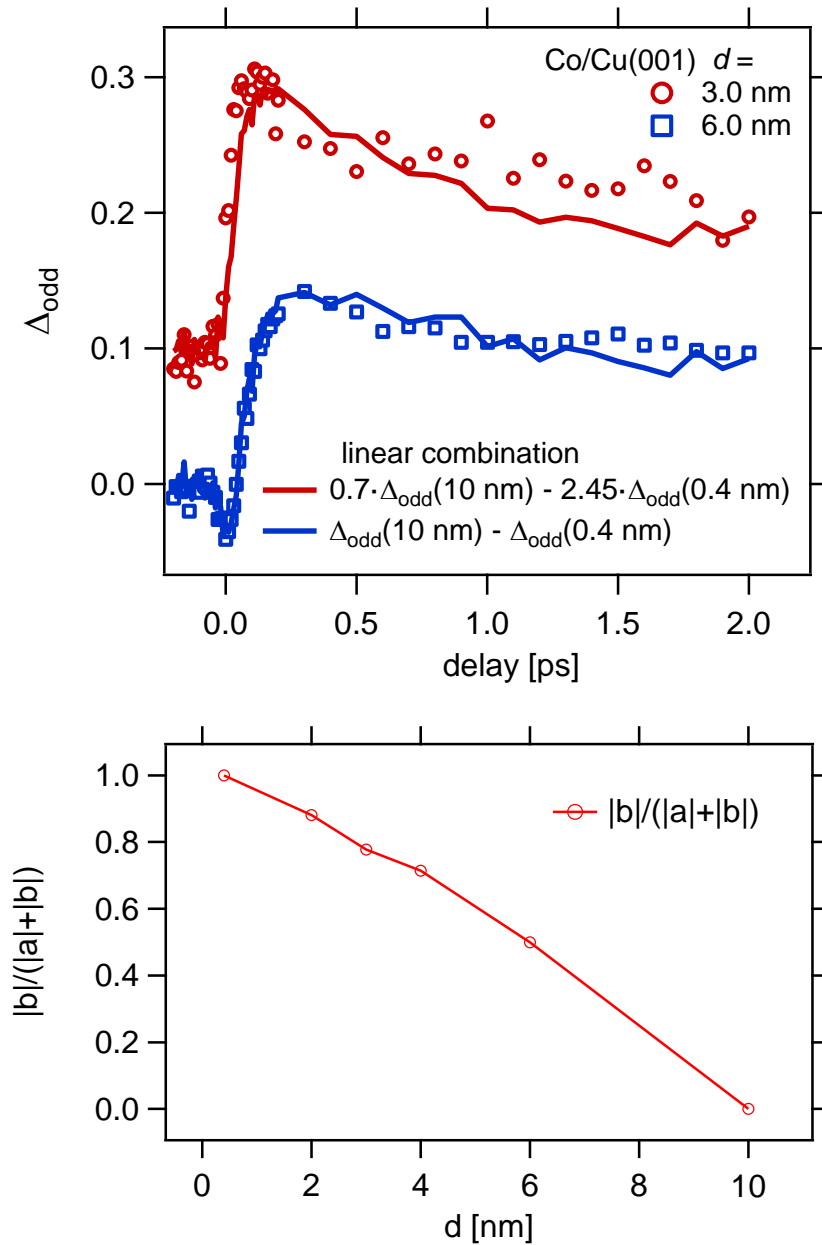 Co/Cu(001) d =
3.0 nm
6.0 nm
0.3
0.2
0.1
0.0
Δodd
linear combination
0.7·Δodd(10 nm) - 2.45·Δodd(0.4 nm)
Δodd(10 nm) - Δodd(0.4 nm)
0.0 0.5 1.0 1.5 2.0
delay [ps]
1.0
0.8
0.6
0.4
0.2
0.0
|b|/(|a|+|b|)
|b|/(|a|+|b|)
0 2 4 6 8 10
d [nm]